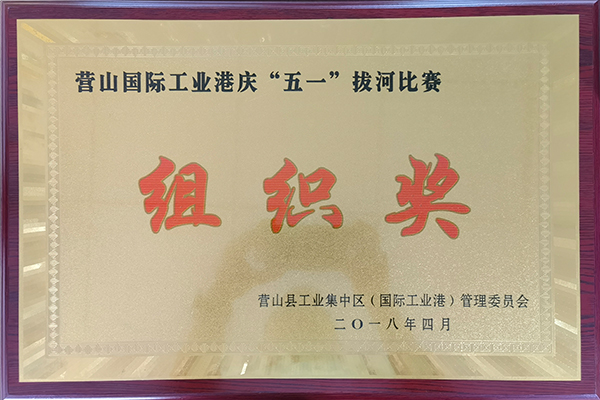 营山国际工业港庆“五一”拔河比赛
组织奖
营山县工业集中区（国际工业港）管理委员会
二〇一八年四月